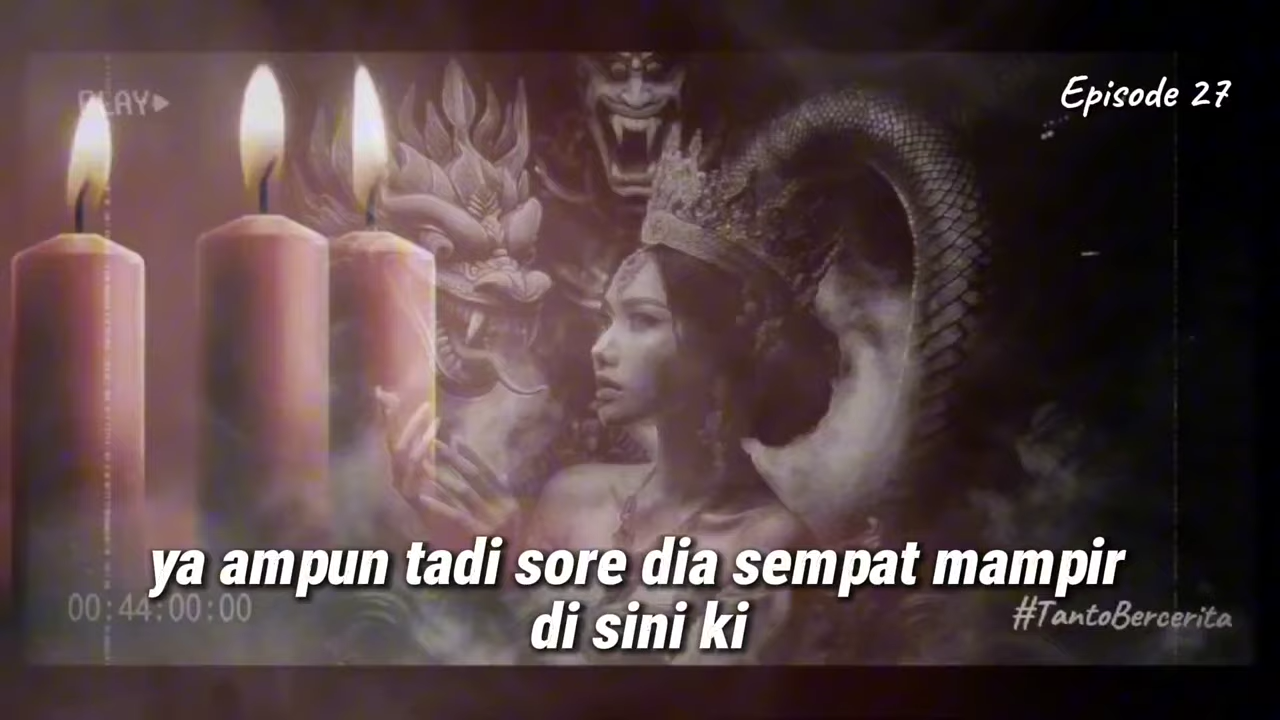 PLAY
Episode 27
ya ampun tadi sore dia sempat mampir
di sini ki
00:44:00:00
#TantoBercerita